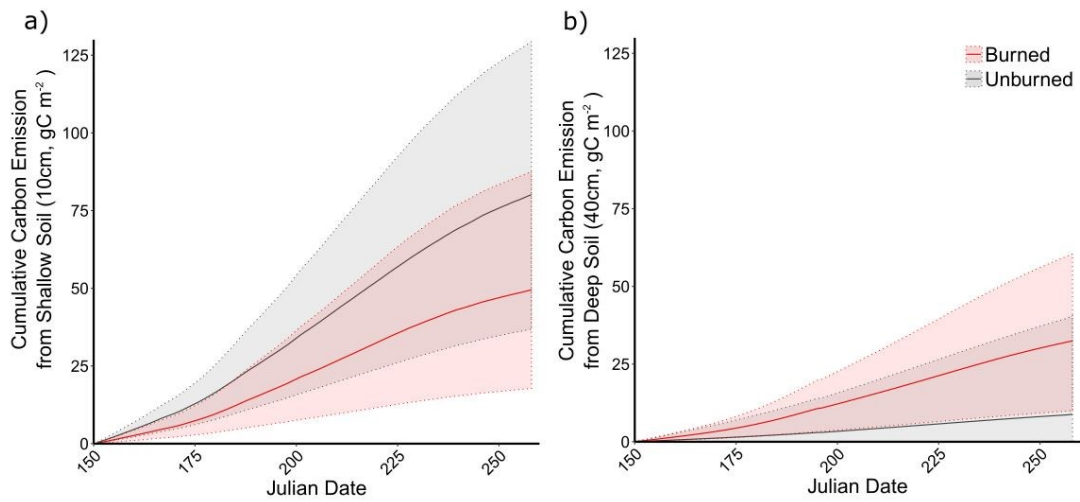 a)
Cumulative Carbon Emission
from Shallow Soil (10cm, gC m⁻²)
125
100
75
50
25
0
150
175
200
225
250
Julian Date
b)
Cumulative Carbon Emission
from Deep Soil (40cm, gC m⁻²)
125
100
75
50
25
0
150
175
200
225
250
Julian Date
Burned
Unburned